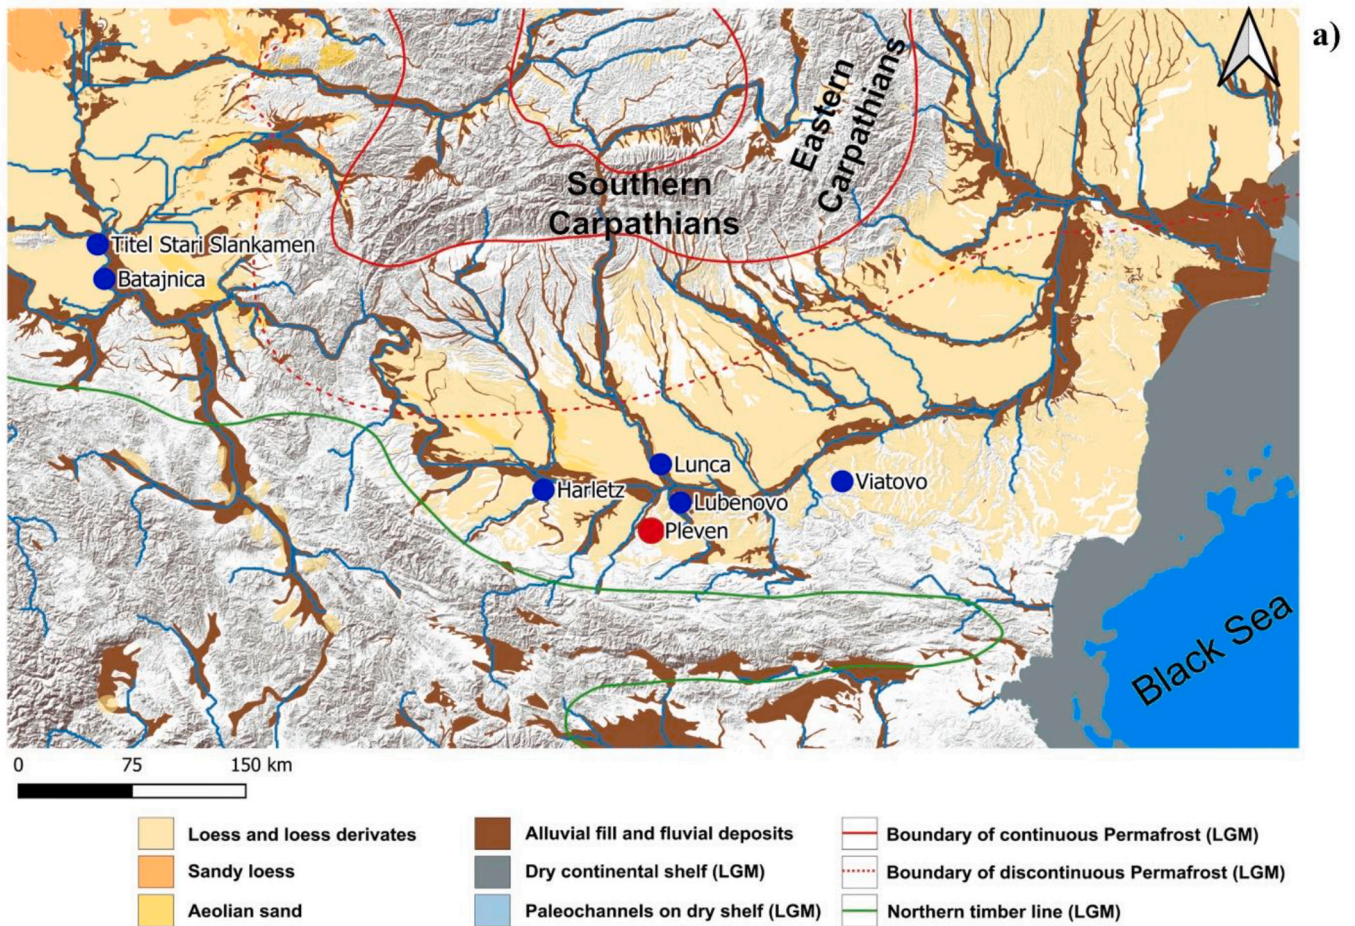 a)
Eastern
Carpathians
Southern
Carpathians
Titel Stari Slankamen
Batajnica
Lunca
Harletz
Lubenovo
Viatovo
Pleven
Black Sea
0 75 150 km
Loess and loess derivates
Sandy loess
Aeolian sand
Alluvial fill and fluvial deposits
Dry continental shelf (LGM)
Paleochannels on dry shelf (LGM)
Boundary of continuous Permafrost (LGM)
Boundary of discontinuous Permafrost (LGM)
Northern timber line (LGM)